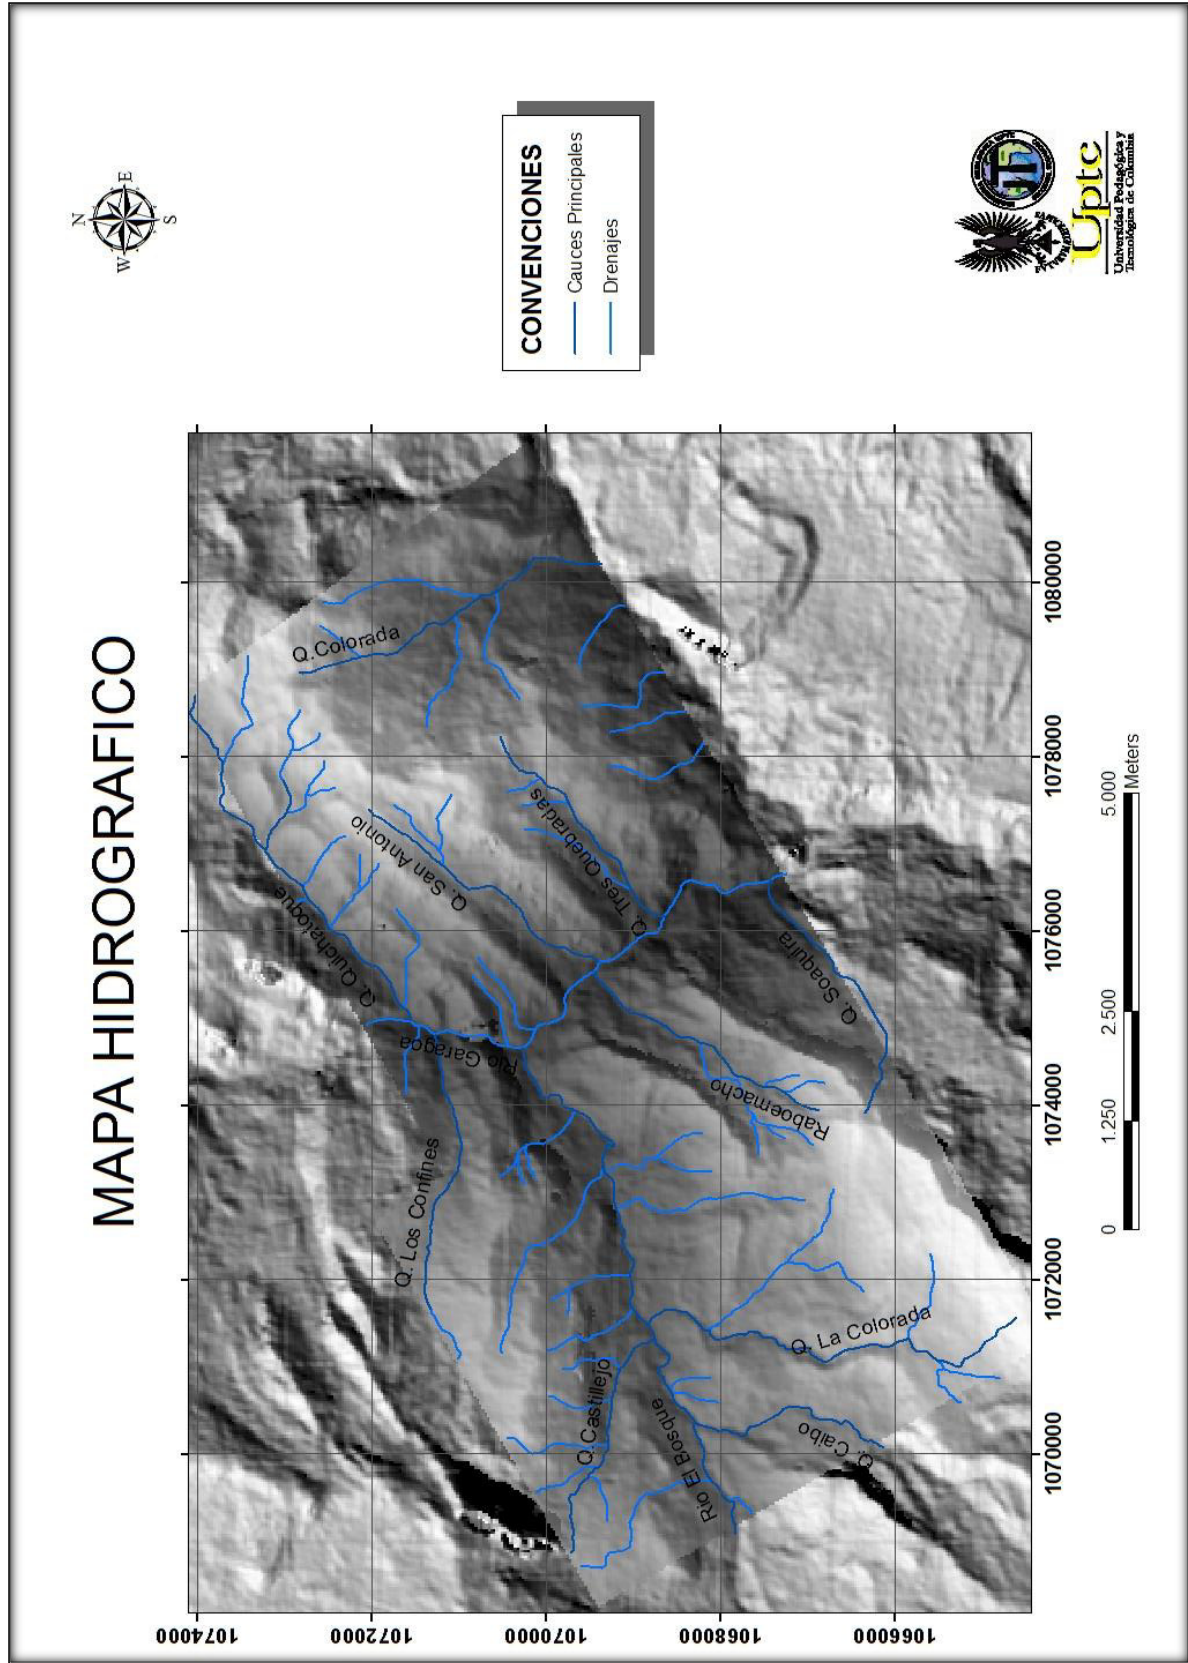 MAPA HIDROGRAFICO
N
W
E
S
CONVENCIONES
Cauces Principales
Drenajes
Q.Colorada
Q. San Antonio
Q. Tres Quebradas
Q. Quichatoque
Q. Soaquira
Rio Garagoa
Raboemacho
Q. Los Confines
Q. La Colorada
Q. Castillejo
Rio El Bosque
Q. Caibo
1074000
1072000
1070000
1068000
1066000
1070000
1072000
1074000
1076000
1078000
1080000
0
1.250
2.500
5.000
Meters
Uptc
Universidad Pedagógica y
Tecnológica de Colombia